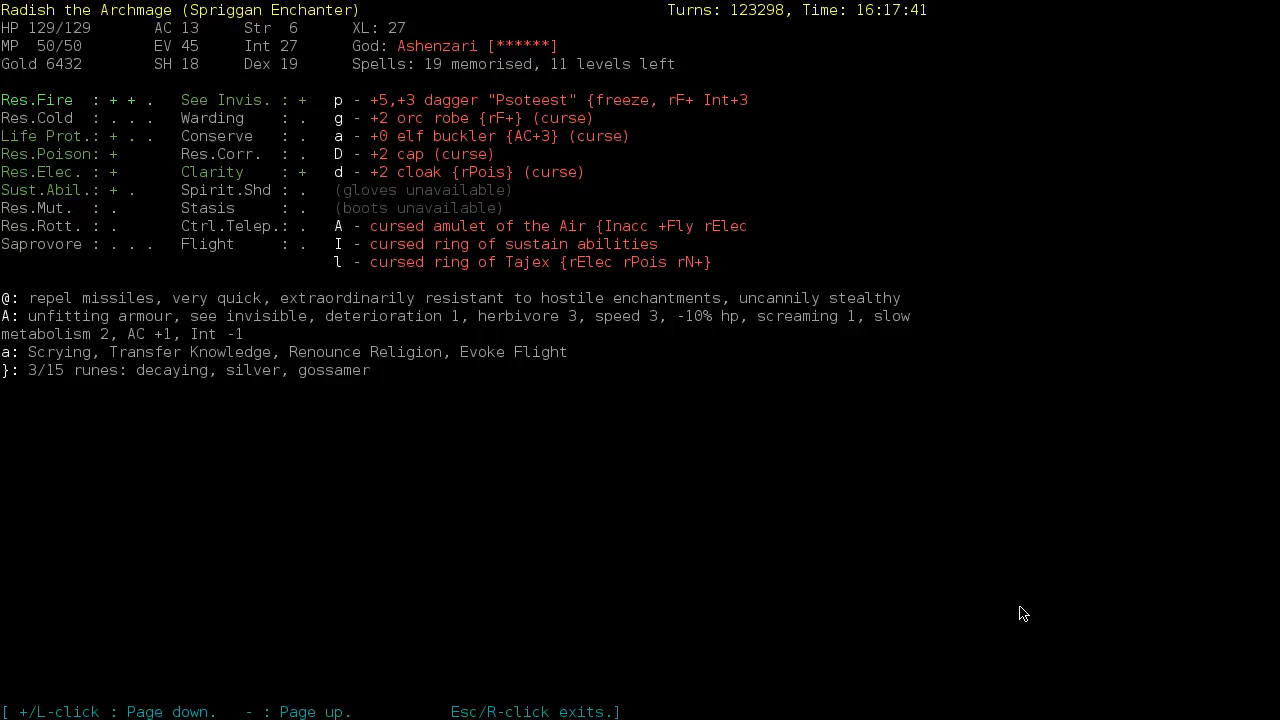 Radish the Archmage (Spriggan Enchanter) Turns: 123298, Time: 16:17:41
HP 129/129 AC 13 Str 6 XL: 27
MP 50/50 EV 45 Int 27 God: Ashenzari [******]
Gold 6432 SH 18 Dex 19 Spells: 19 memorised, 11 levels left
Res.Fire : + + . See Invis. : + p - +5,+3 dagger "Psoteest" {freeze, rF+ Int+3
Res.Cold : . . . Warding : . g - +2 orc robe {rF+} (curse)
Life Prot.: + . . Conserve : . a - +0 elf buckler {AC+3} (curse)
Res.Poison: + Res.Corr. : . D - +2 cap (curse)
Res.Elec. : + Clarity : + d - +2 cloak {rPois} (curse)
Sust.Abil.: + . Spirit.Shd : . (gloves unavailable)
Res.Mut. : . Stasis : . (boots unavailable)
Res.Rott. : . Ctrl.Telep.: . A - cursed amulet of the Air {Inacc +Fly rElec
Saprovore : . . . Flight : . I - cursed ring of sustain abilities
l - cursed ring of Tajex {rElec rPois rN+}
@: repel missiles, very quick, extraordinarily resistant to hostile enchantments, uncannily stealthy
A: unfitting armour, see invisible, deterioration 1, herbivore 3, speed 3, -10% hp, screaming 1, slow
metabolism 2, AC +1, Int -1
a: Scrying, Transfer Knowledge, Renounce Religion, Evoke Flight
}: 3/15 runes: decaying, silver, gossamer
[ +/L-click : Page down. - : Page up. Esc/R-click exits.]